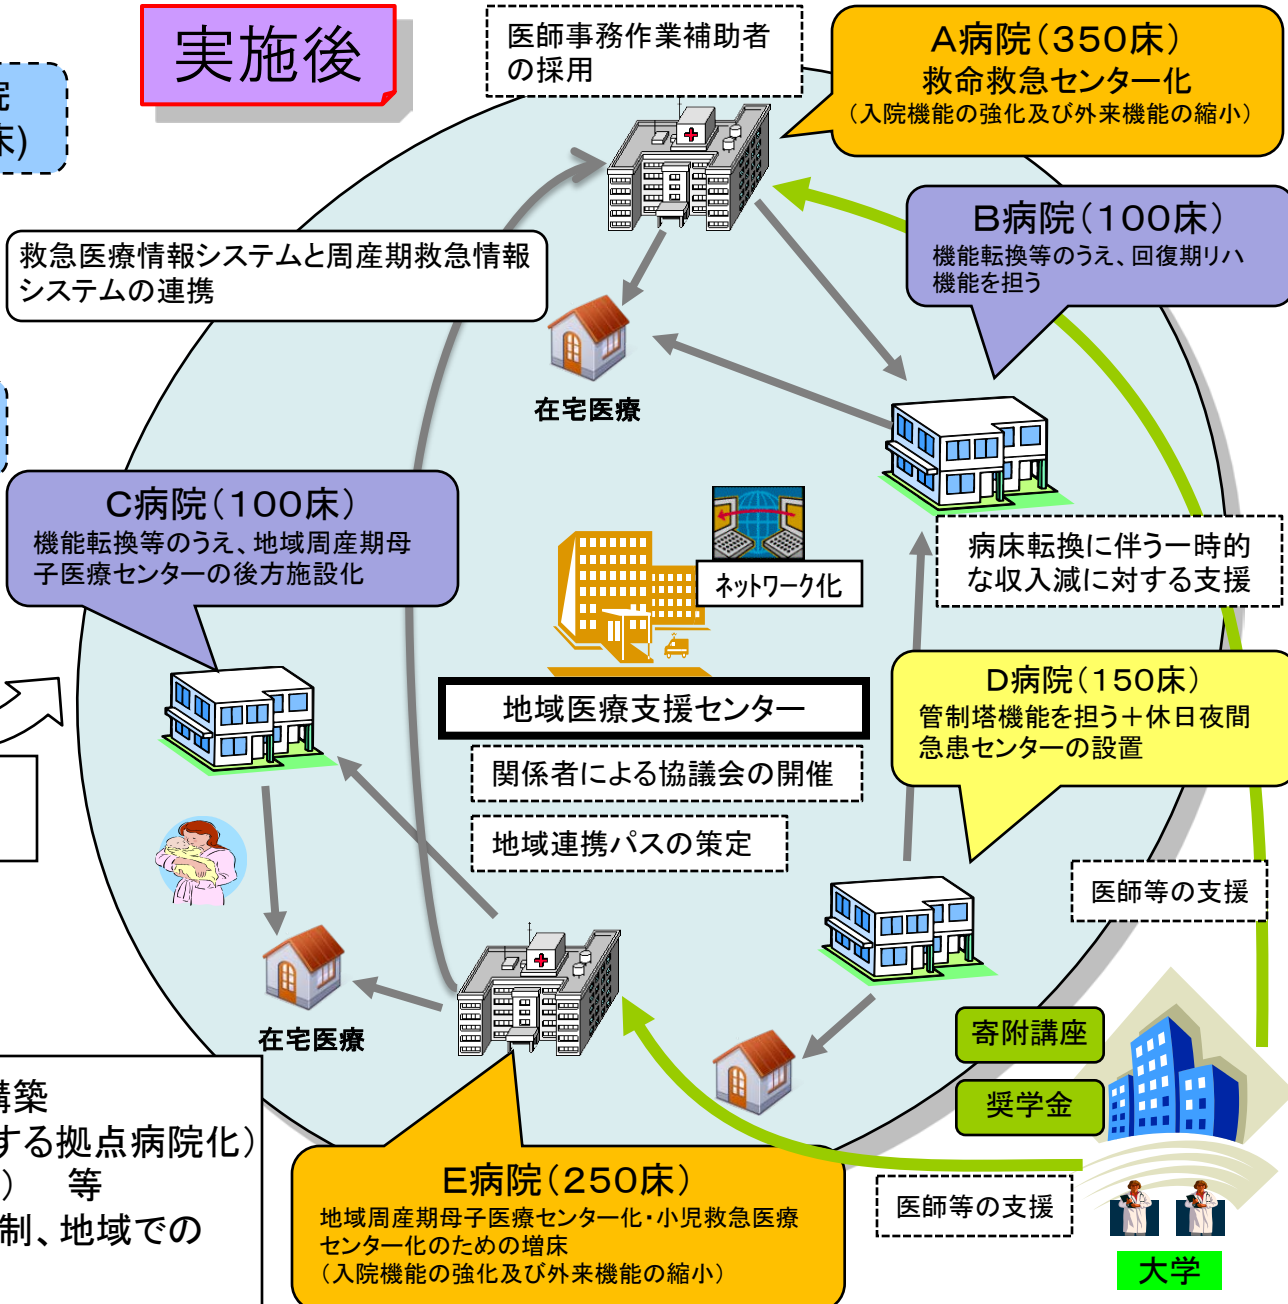 実施後
院
床)
医師事務作業補助者
の採用
A病院(350床)
救命救急センター化
(入院機能の強化及び外来機能の縮小)
B病院(100床)
機能転換等のうえ、回復期リハ
機能を担う
救急医療情報システムと周産期救急情報
システムの連携
在宅医療
C病院(100床)
機能転換等のうえ、地域周産期母
子医療センターの後方施設化
ネットワーク化
病床転換に伴う一時的
な収入減に対する支援
地域医療支援センター
D病院(150床)
管制塔機能を担う+休日夜間
急患センターの設置
関係者による協議会の開催
地域連携パスの策定
医師等の支援
在宅医療
寄附講座
奨学金
構築
する拠点病院化)
) 等
制、地域での
E病院(250床)
地域周産期母子医療センター化・小児救急医療
センター化のための増床
(入院機能の強化及び外来機能の縮小)
医師等の支援
大学